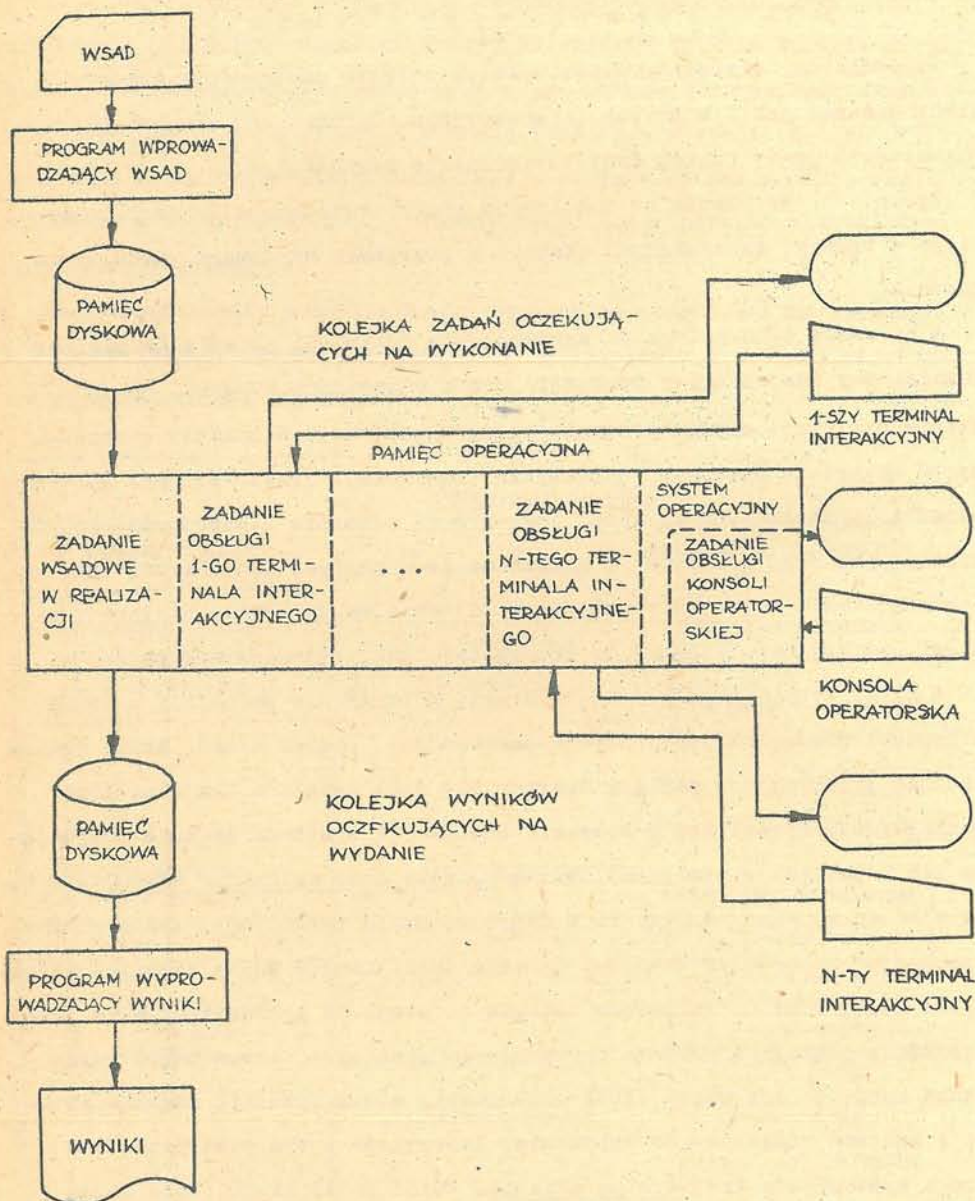 WSAD
PROGRAM WPROWA-
DZAJĄCY WSAD
PAMIĘĆ
DYSKOWA
KOLEJKA ZADAŃ OCZEKUJĄ-
CYCH NA WYKONANIE
1-SZY TERMINAL
INTERAKCYJNY
PAMIĘĆ OPERACYJNA
ZADANIE
WSADOWE
W REALIZA-
CJI
ZADANIE
OBSŁUGI
1-GO TERMI-
NALA INTER-
AKCYJNEGO
...
ZADANIE
OBSŁUGI
N-TEGO TER-
MINALA IN-
TERAKCYJNE-
GO
SYSTEM
OPERACYJNY
ZADANIE
OBSŁUGI
KONSOLI
OPERATOR-
SKIEJ
KONSOLA
OPERATORSKA
PAMIĘĆ
DYSKOWA
KOLEJKA WYNIKÓW
OCZEKUJĄCYCH NA
WYDANIE
N-TY TERMINAL
INTERAKCYJNY
PROGRAM WYPRO-
WADZAJĄCY WYNIKI
WYNIKI